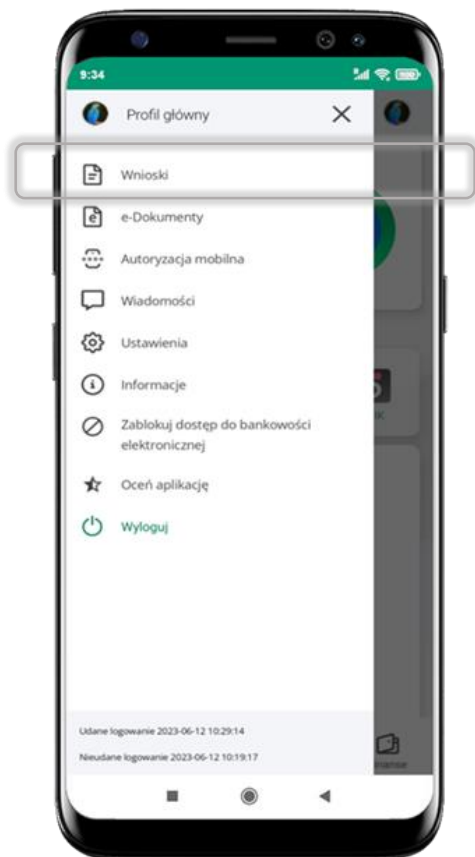 9:34
Profil główny
Wnioski
e-Dokumenty
Autoryzacja mobilna
Wiadomości
Ustawienia
Informacje
Zablokuj dostęp do bankowości
elektronicznej
Oceń aplikację
Wyloguj
Udane logowanie 2023-06-12 10:29:14
Nieudane logowanie 2023-06-12 10:19:17